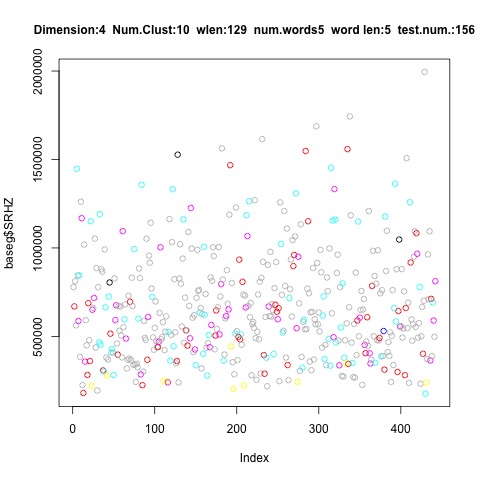 Dimension:4 Num.Clust:10 wlen:129 num.words5 word len:5 test.num.:156
2000000
1500000
1000000
500000
baseg$SRHZ
0 100 200 300 400
Index